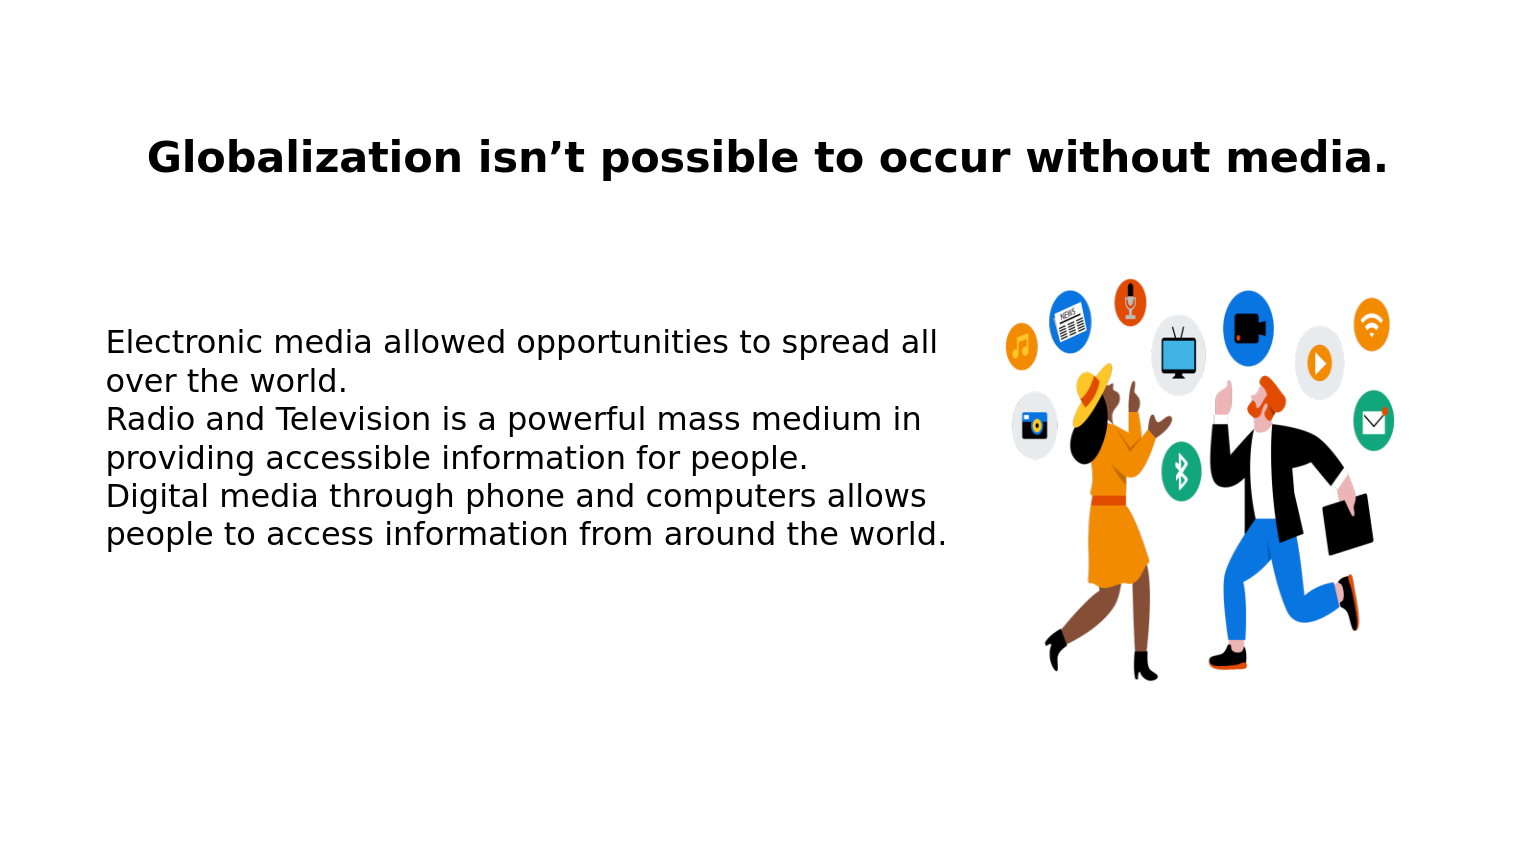 Globalization isn’t possible to occur without media.
NEWS
Electronic media allowed opportunities to spread all
over the world.
Radio and Television is a powerful mass medium in
providing accessible information for people.
Digital media through phone and computers allows
people to access information from around the world.